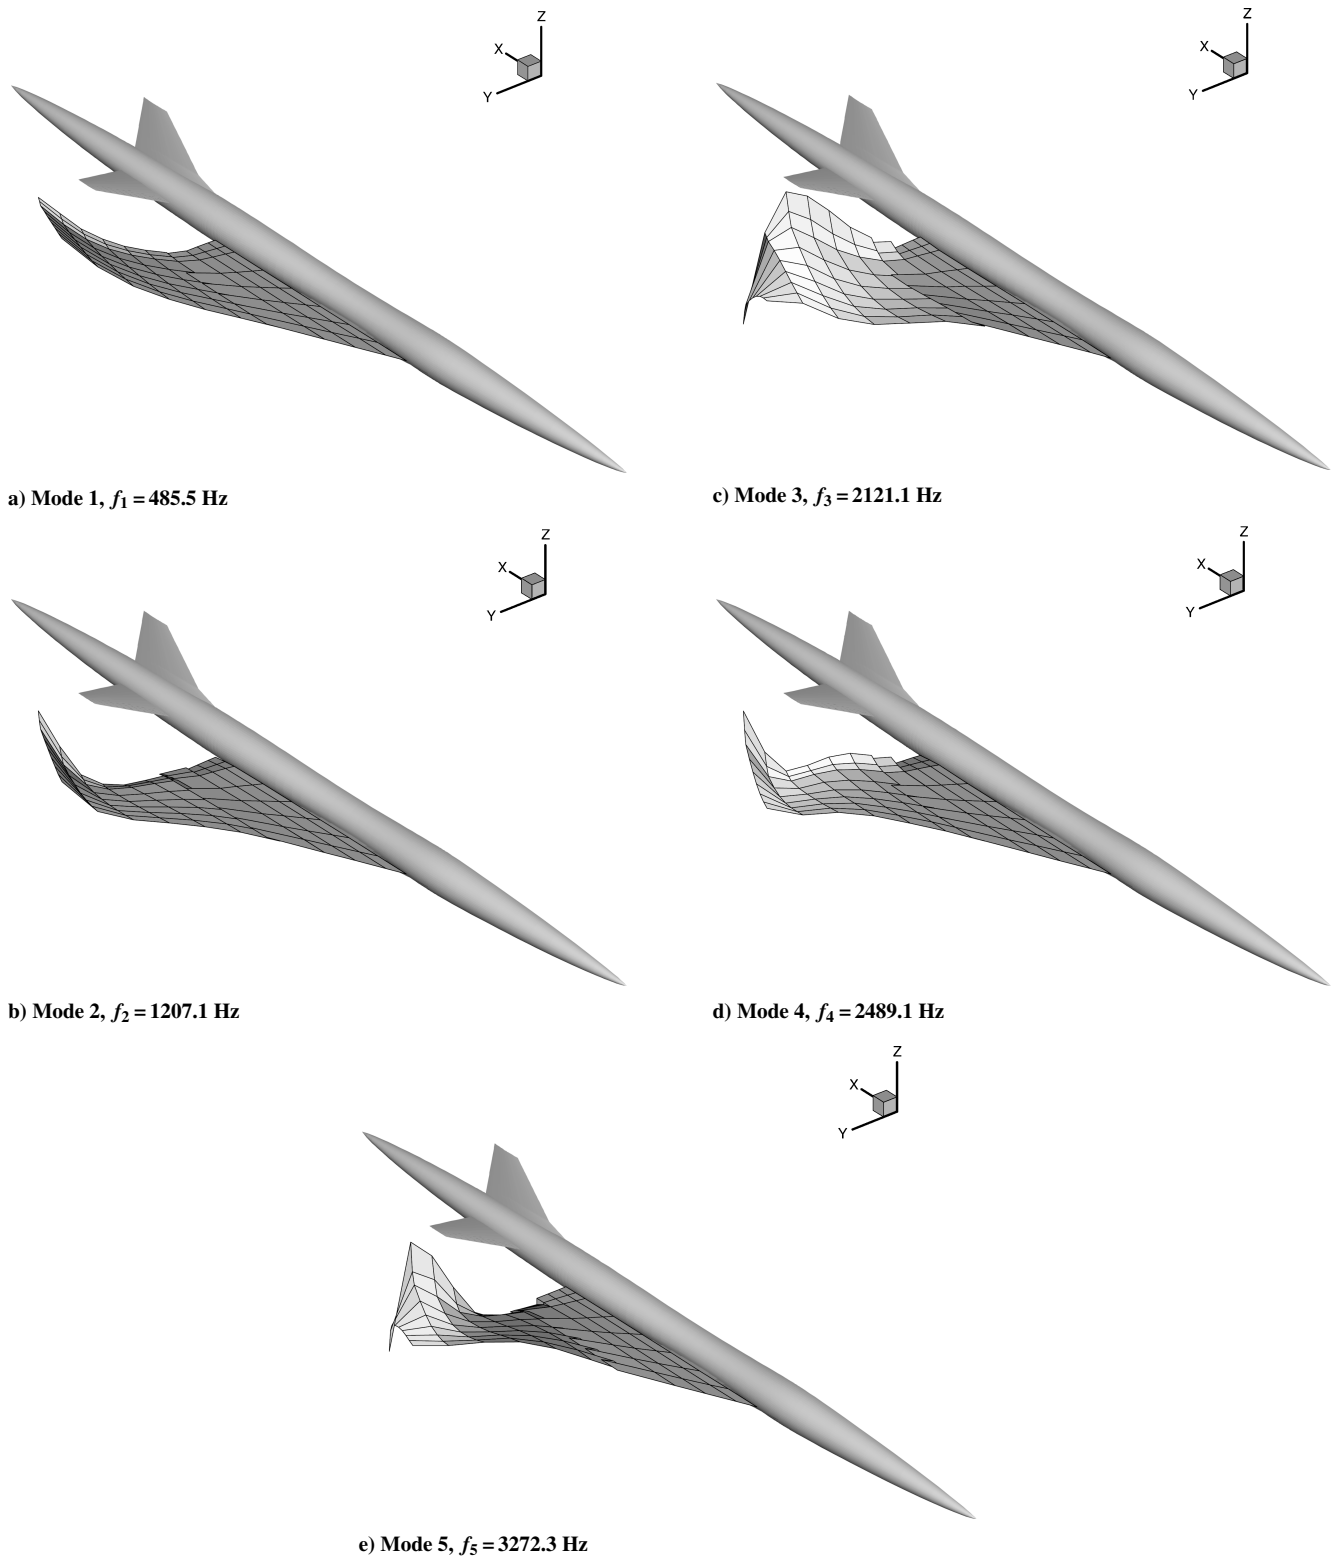 Z
X
Y
a) Mode 1, f1 = 485.5 Hz
Z
X
Y
c) Mode 3, f3 = 2121.1 Hz
Z
X
Y
b) Mode 2, f2 = 1207.1 Hz
Z
X
Y
d) Mode 4, f4 = 2489.1 Hz
Z
X
Y
e) Mode 5, f5 = 3272.3 Hz